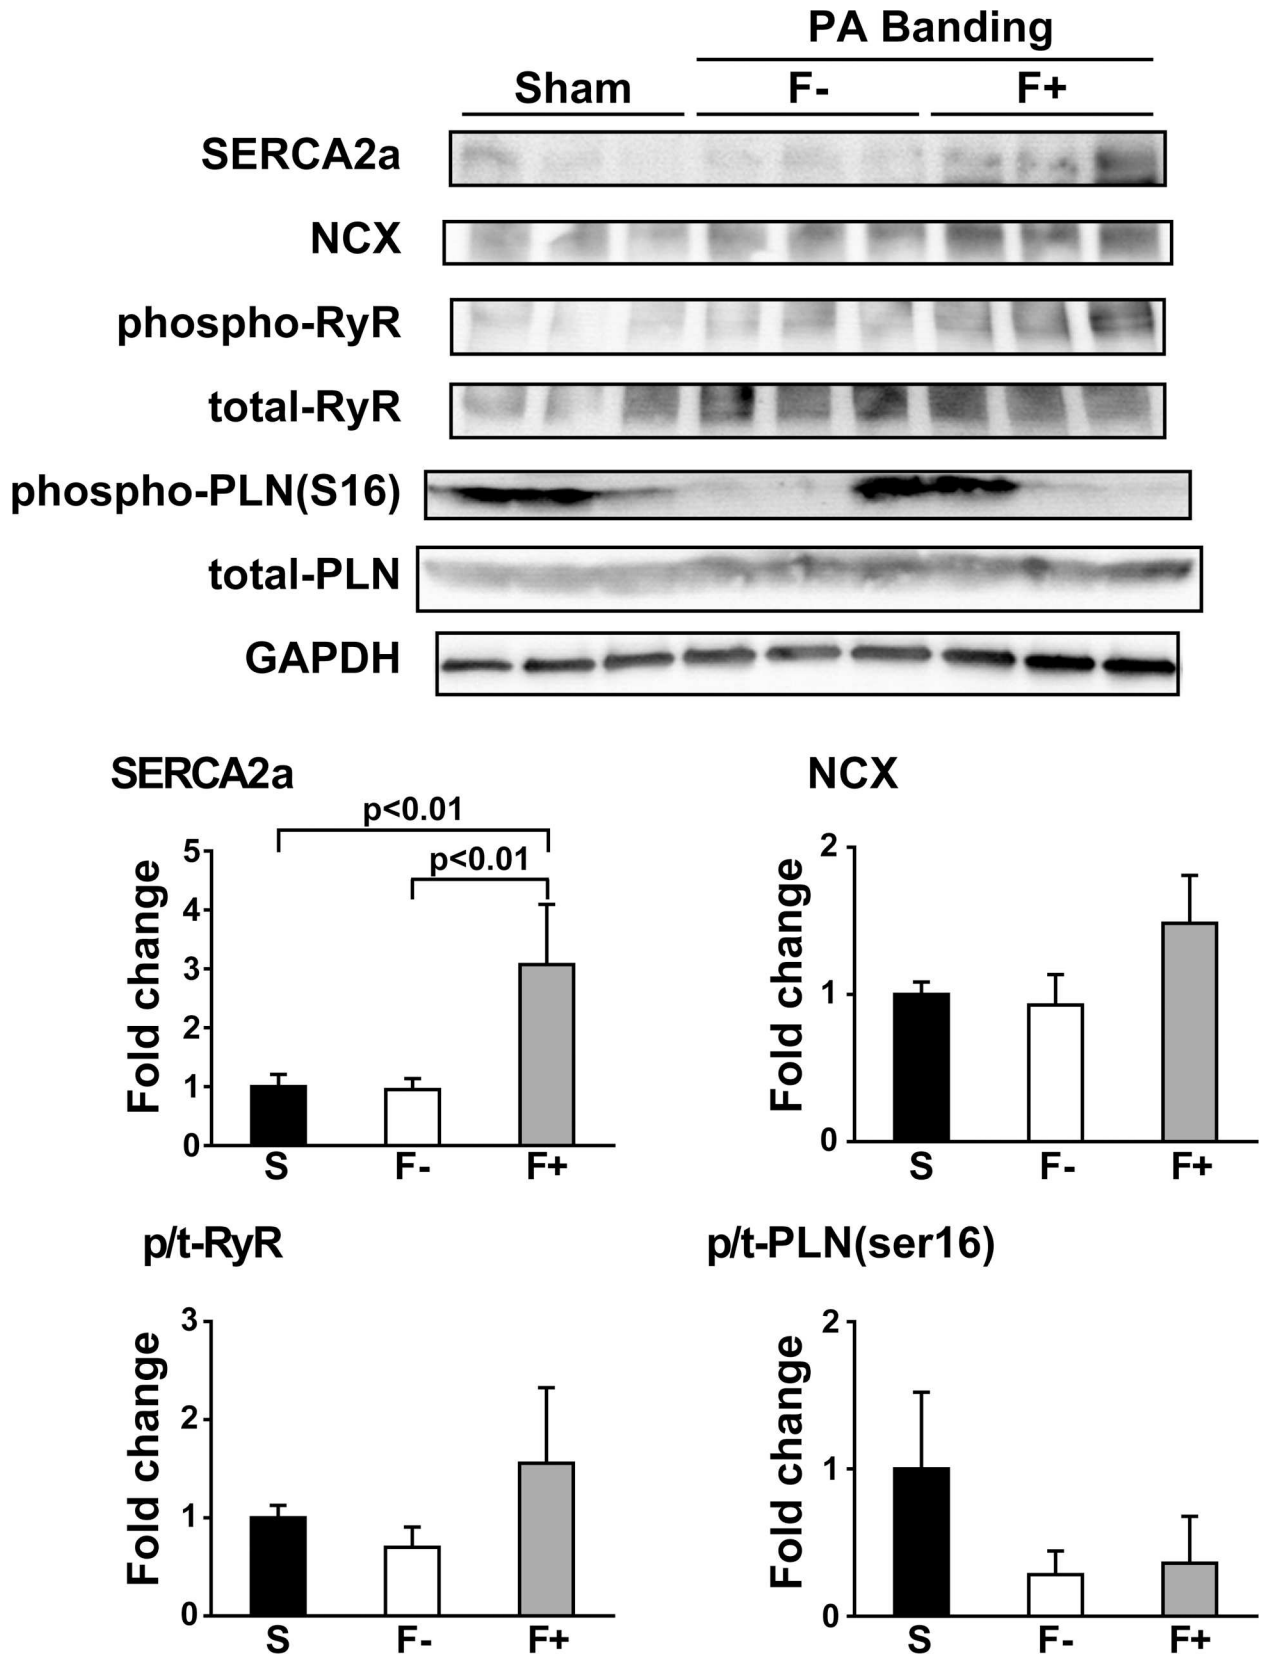 PA Banding
Sham F- F+
SERCA2a
NCX
phospho-RyR
total-RyR
phospho-PLN(S16)
total-PLN
GAPDH
SERCA2a
p<0.01
p<0.01
Fold change
5
4
3
2
1
0
S F- F+
NCX
Fold change
2
1
0
S F- F+
p/t-RyR
Fold change
3
2
1
0
S F- F+
p/t-PLN(ser16)
Fold change
2
1
0
S F- F+